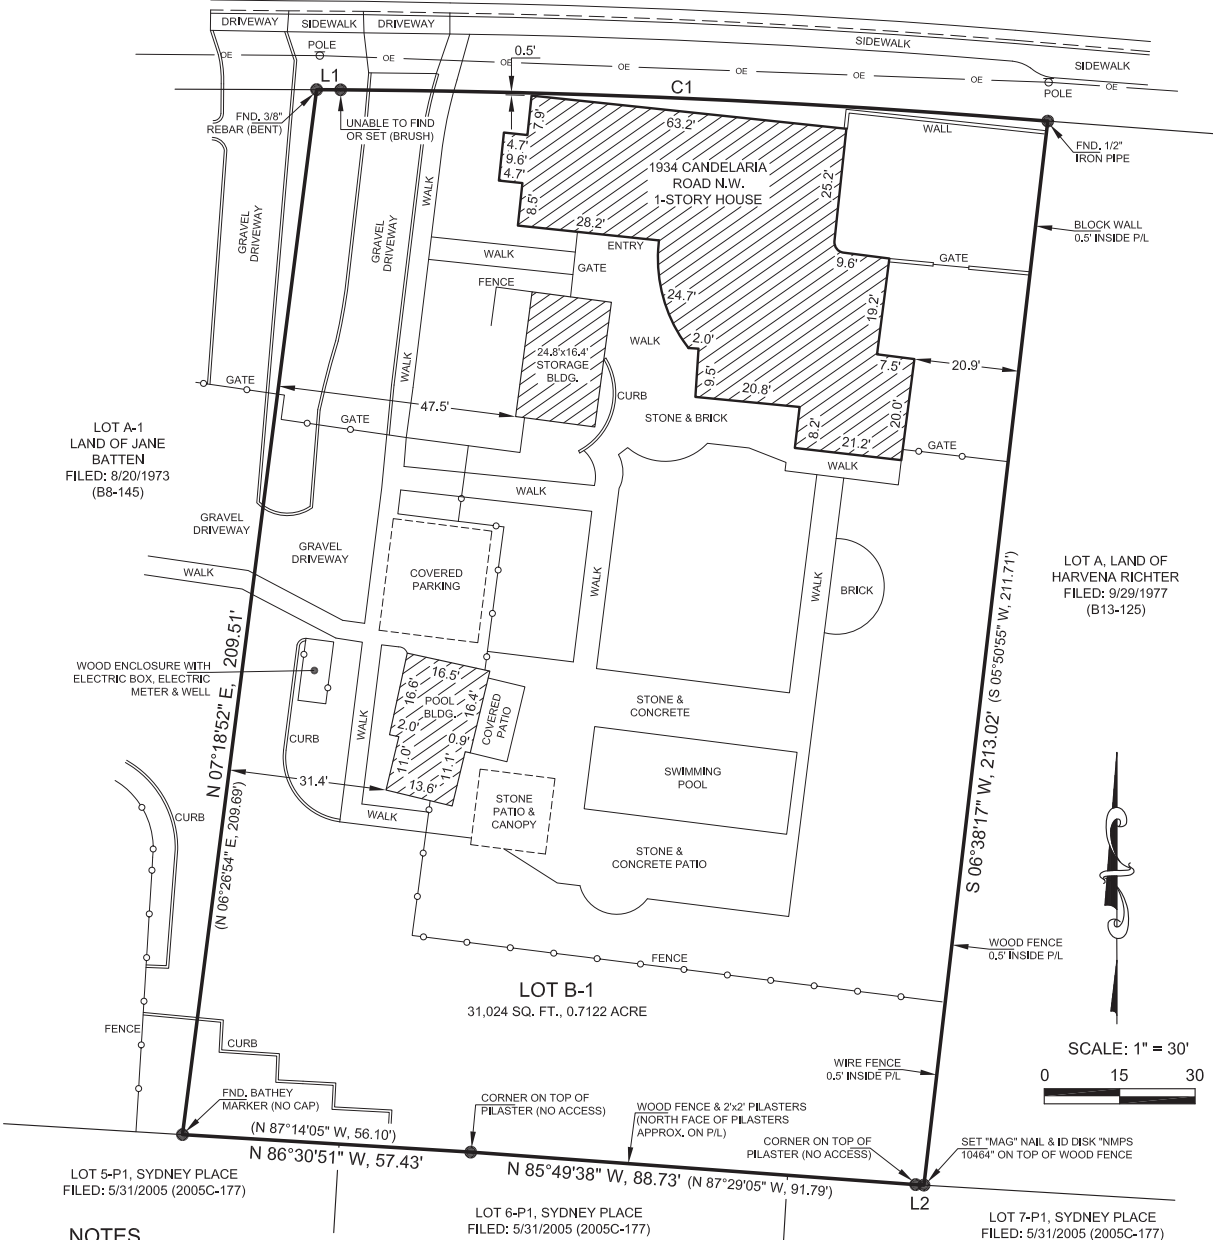 DRIVEWAY
SIDEWALK
DRIVEWAY
SIDEWALK
SIDEWALK
POLE
OE
OE
OE
OE
OE
OE
OE
OE
OE
POLE
0.5'
L1
C1
FND. 3/8"
REBAR (BENT)
UNABLE TO FIND
OR SET (BRUSH)
FND. 1/2"
IRON PIPE
WALL
7.9'
63.2'
4.7'
9.6'
4.7'
8.5'
28.2'
25.2'
1934 CANDELARIA
ROAD N.W.
1-STORY HOUSE
ENTRY
24.7'
2.0'
9.5'
20.8'
8.2'
21.2'
20.0'
7.5'
19.2'
9.6'
20.9'
GATE
GATE
BLOCK WALL
0.5' INSIDE P/L
GRAVEL
DRIVEWAY
GRAVEL
DRIVEWAY
WALK
WALK
WALK
GATE
FENCE
24.8'x16.4'
STORAGE
BLDG.
WALK
CURB
STONE & BRICK
WALK
GATE
GATE
47.5'
LOT A-1
LAND OF JANE
BATTEN
FILED: 8/20/1973
(B8-145)
GRAVEL
DRIVEWAY
GRAVEL
DRIVEWAY
WALK
WALK
COVERED
PARKING
WALK
WALK
BRICK
LOT A, LAND OF
HARVENA RICHTER
FILED: 9/29/1977
(B13-125)
WOOD ENCLOSURE WITH
ELECTRIC BOX, ELECTRIC
METER & WELL
CURB
WALK
16.5'
16.6'
POOL
BLDG.
16.4'
2.0'
0.9'
11.0'
11.1'
13.6'
COVERED
PATIO
31.4'
WALK
STONE
PATIO &
CANOPY
STONE &
CONCRETE
SWIMMING
POOL
STONE &
CONCRETE PATIO
N 07°18'52" E, 209.51'
(N 06°26'54" E, 209.69')
S 06°38'17" W, 213.02' (S 05°50'55" W, 211.71')
CURB
FENCE
WOOD FENCE
0.5' INSIDE P/L
LOT B-1
31,024 SQ. FT., 0.7122 ACRE
FENCE
CURB
WIRE FENCE
0.5' INSIDE P/L
SCALE: 1" = 30'
0 15 30
FND. BATHEY
MARKER (NO CAP)
CORNER ON TOP OF
PILASTER (NO ACCESS)
WOOD FENCE & 2'x2' PILASTERS
(NORTH FACE OF PILASTERS
APPROX. ON P/L)
CORNER ON TOP OF
PILASTER (NO ACCESS)
SET "MAG" NAIL & ID DISK "NMPS
10464" ON TOP OF WOOD FENCE
(N 87°14'05" W, 56.10')
N 86°30'51" W, 57.43'
N 85°49'38" W, 88.73' (N 87°29'05" W, 91.79')
L2
LOT 5-P1, SYDNEY PLACE
FILED: 5/31/2005 (2005C-177)
LOT 6-P1, SYDNEY PLACE
FILED: 5/31/2005 (2005C-177)
LOT 7-P1, SYDNEY PLACE
FILED: 5/31/2005 (2005C-177)
NOTES